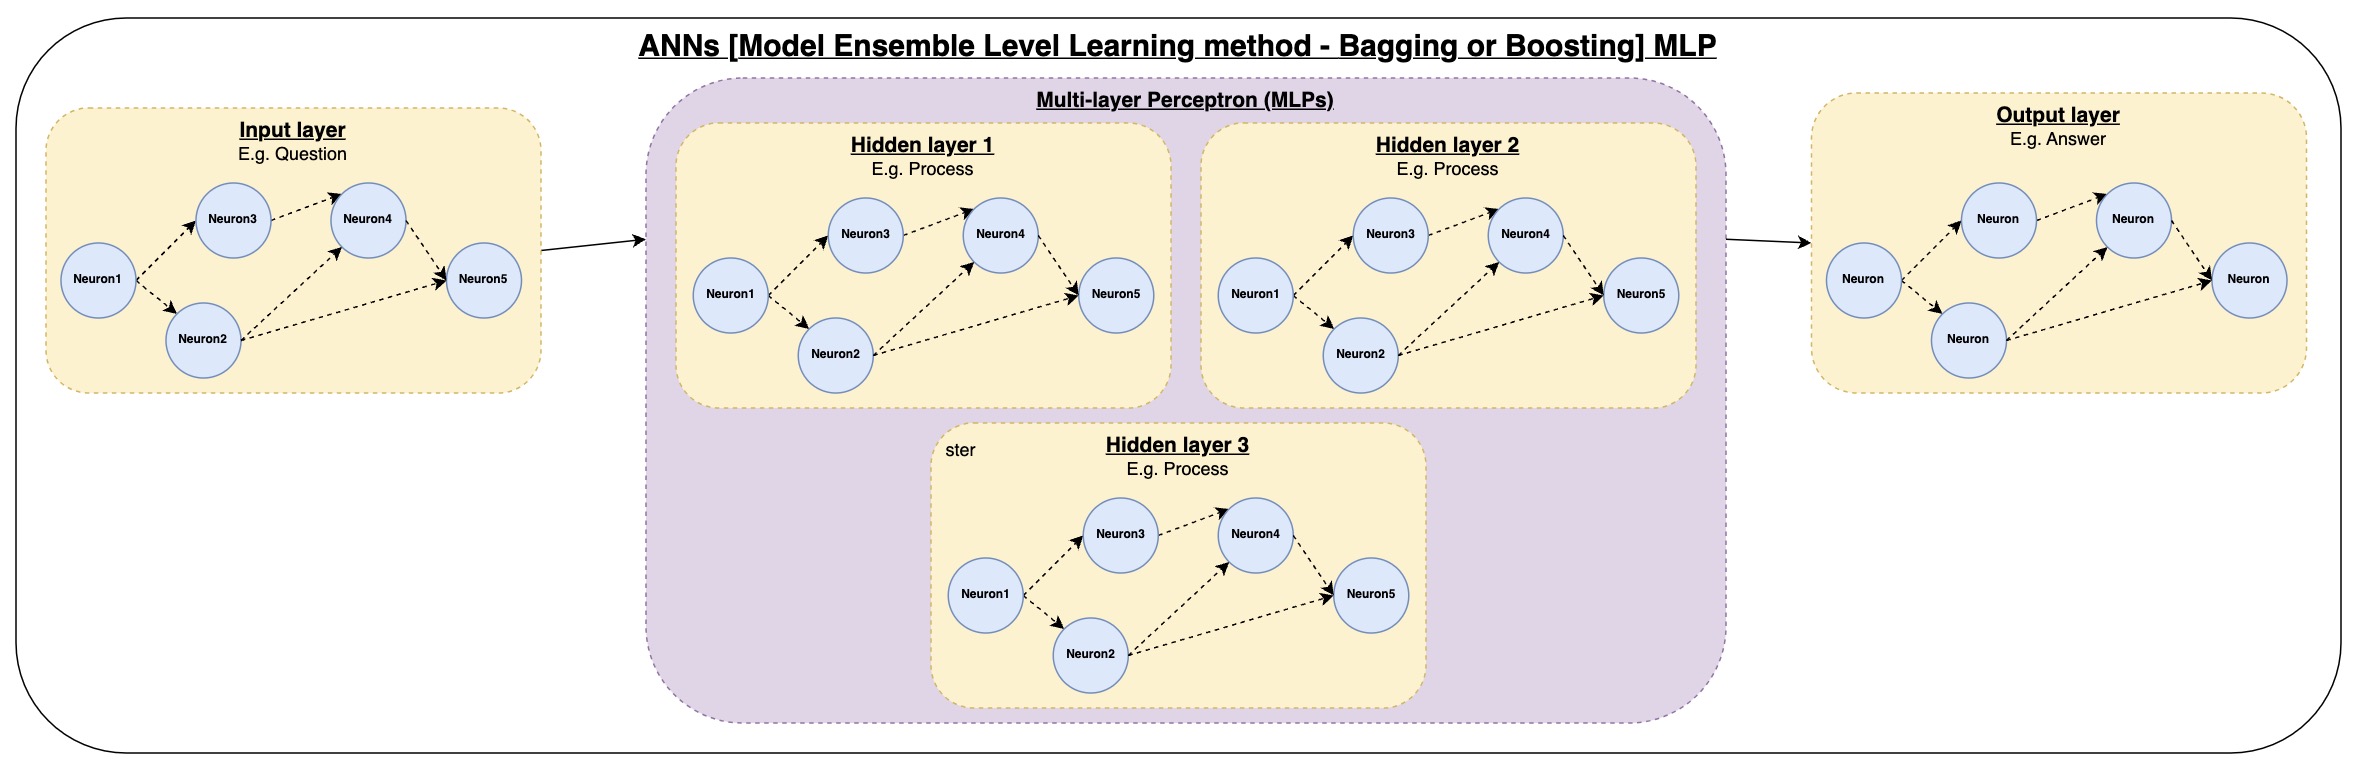 ANNs [Model Ensemble Level Learning method - Bagging or Boosting] MLP
Input layer
E.g. Question
Neuron3
Neuron4
Neuron1
Neuron5
Neuron2
Multi-layer Perceptron (MLPs)
Hidden layer 1
E.g. Process
Neuron3
Neuron4
Neuron1
Neuron5
Neuron2
Hidden layer 2
E.g. Process
Neuron3
Neuron4
Neuron1
Neuron5
Neuron2
ster
Hidden layer 3
E.g. Process
Neuron3
Neuron4
Neuron1
Neuron5
Neuron2
Output layer
E.g. Answer
Neuron
Neuron
Neuron
Neuron
Neuron